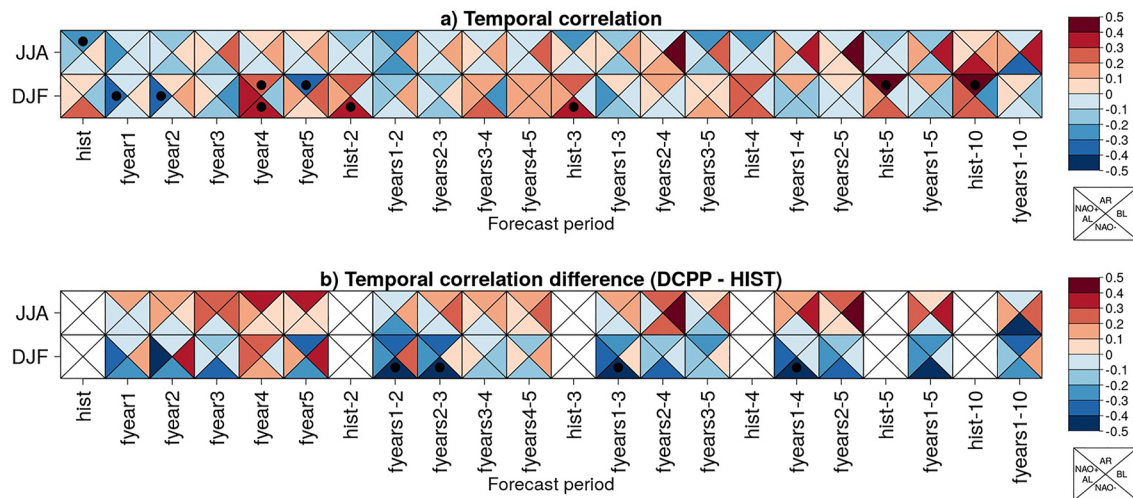 a) Temporal correlation
JJA
DJF
hist
fyear1
fyear2
fyear3
fyear4
fyear5
hist-2
fyears1-2
fyears2-3
fyears3-4
fyears4-5
hist-3
fyears1-3
fyears2-4
fyears3-5
hist-4
fyears1-4
fyears2-5
hist-5
fyears1-5
hist-10
fyears1-10
Forecast period
0.5
0.4
0.3
0.2
0.1
0
-0.1
-0.2
-0.3
-0.4
-0.5
AR
NAO+ BL
AL
NAO-
b) Temporal correlation difference (DCPP - HIST)
JJA
DJF
hist
fyear1
fyear2
fyear3
fyear4
fyear5
hist-2
fyears1-2
fyears2-3
fyears3-4
fyears4-5
hist-3
fyears1-3
fyears2-4
fyears3-5
hist-4
fyears1-4
fyears2-5
hist-5
fyears1-5
hist-10
fyears1-10
Forecast period
0.5
0.4
0.3
0.2
0.1
0
-0.1
-0.2
-0.3
-0.4
-0.5
AR
NAO+ BL
AL
NAO-